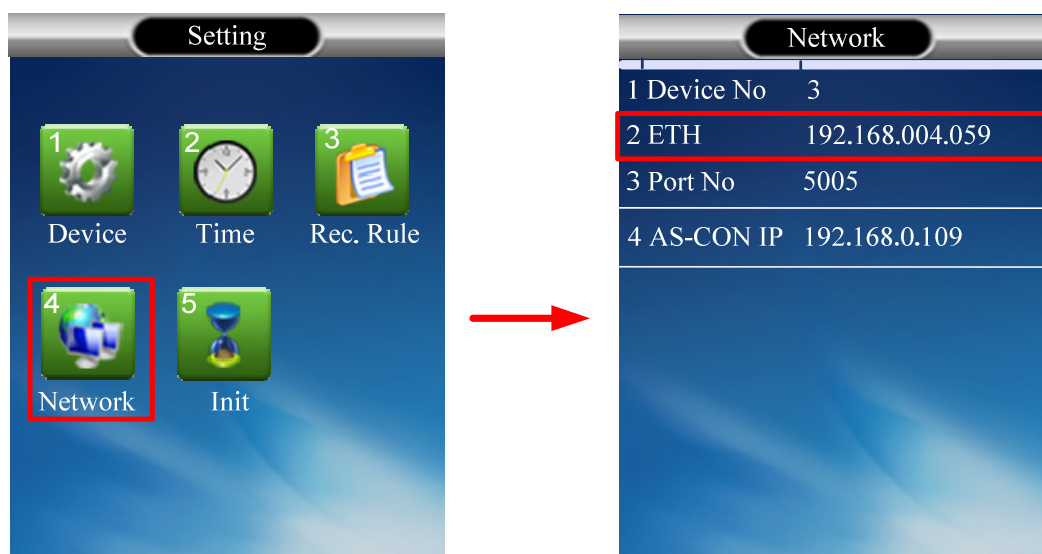 Setting
1
2
3
Device
Time
Rec. Rule
4
5
Network
Init
Network
1 Device No 3
2 ETH 192.168.004.059
3 Port No 5005
4 AS-CON IP 192.168.0.109